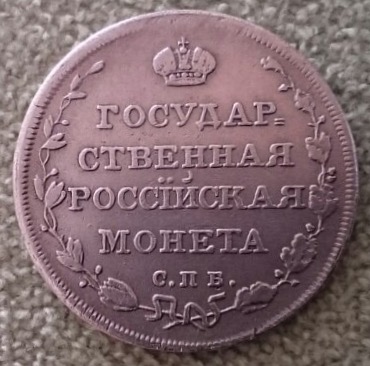 ГОСУДАР=
СТВЕННАЯ
РОССІЙСКАЯ
МОНЕТА
С.П.Б.